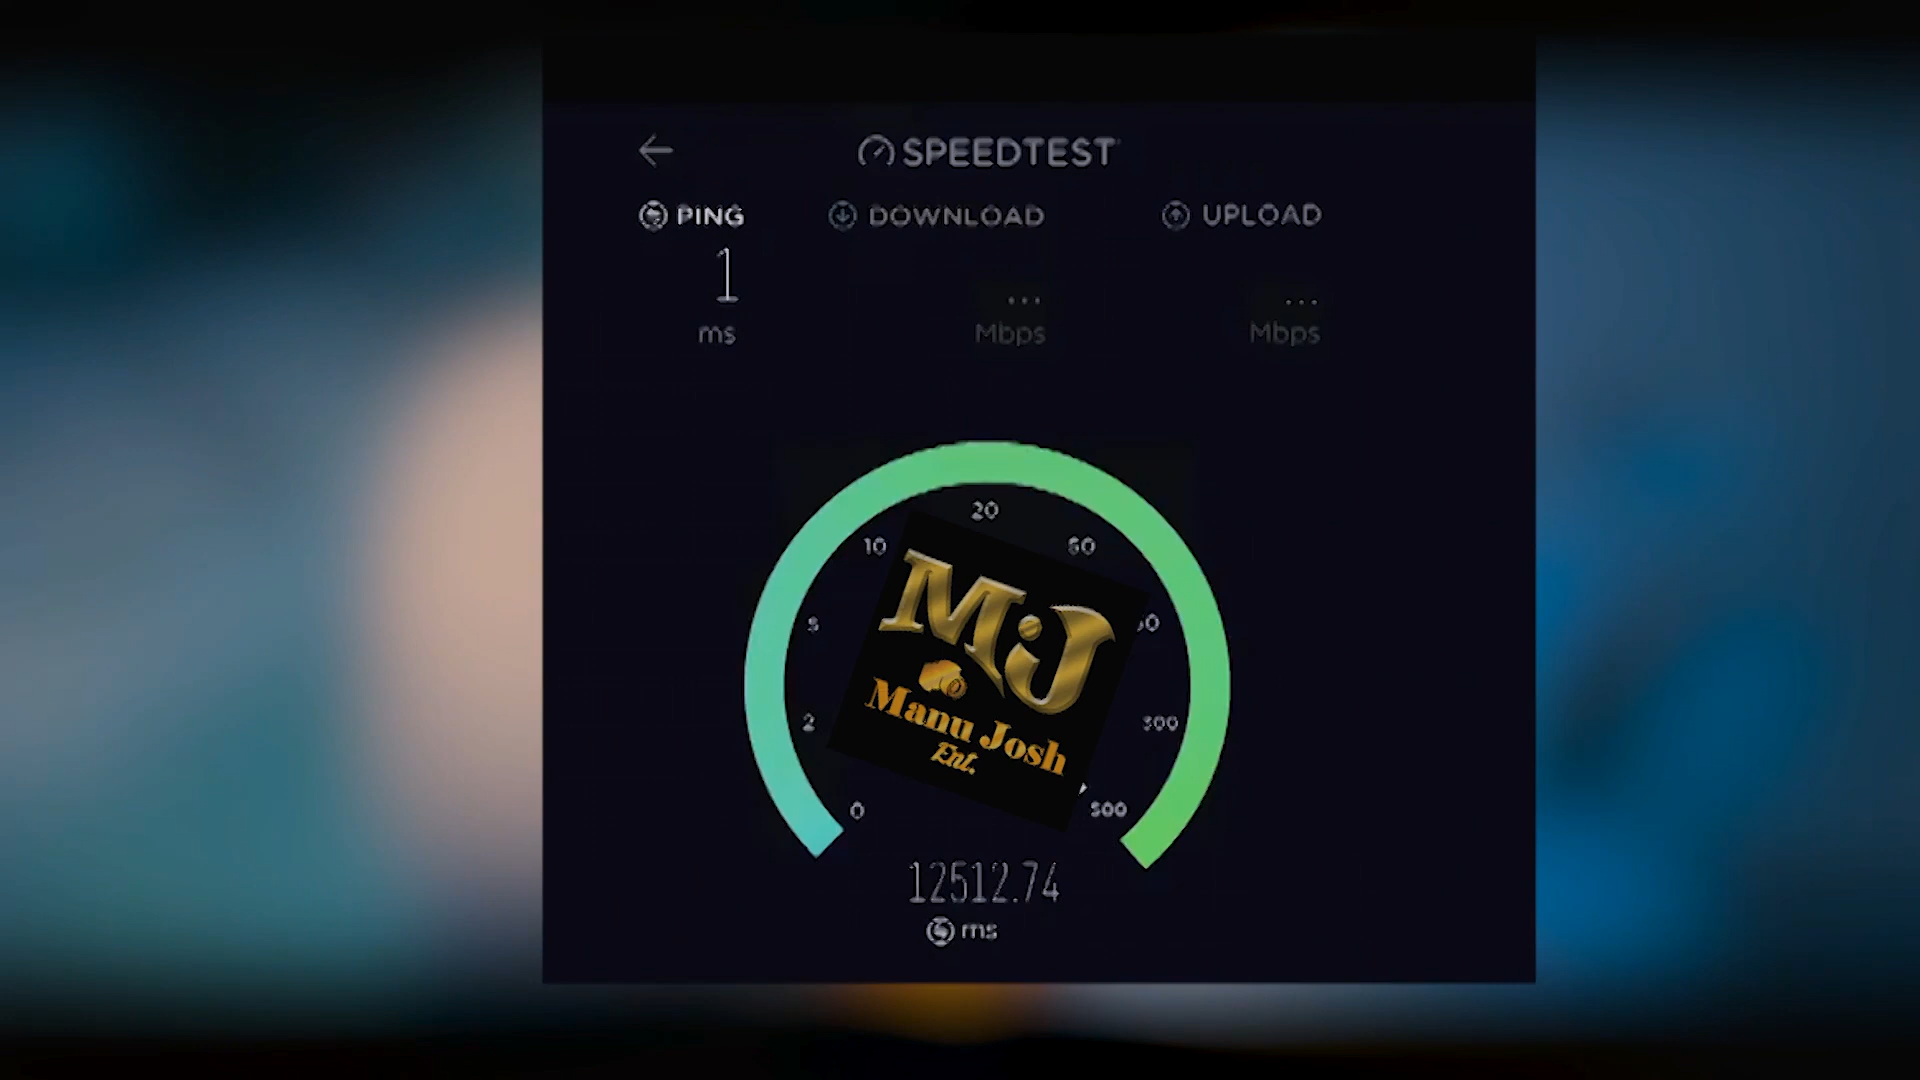 SPEEDTEST
PING DOWNLOAD UPLOAD
1 ... ...
ms Mbps Mbps
20
10
5
2
0
500
12512.74
ms
MJ
Manu Josh
Ent.